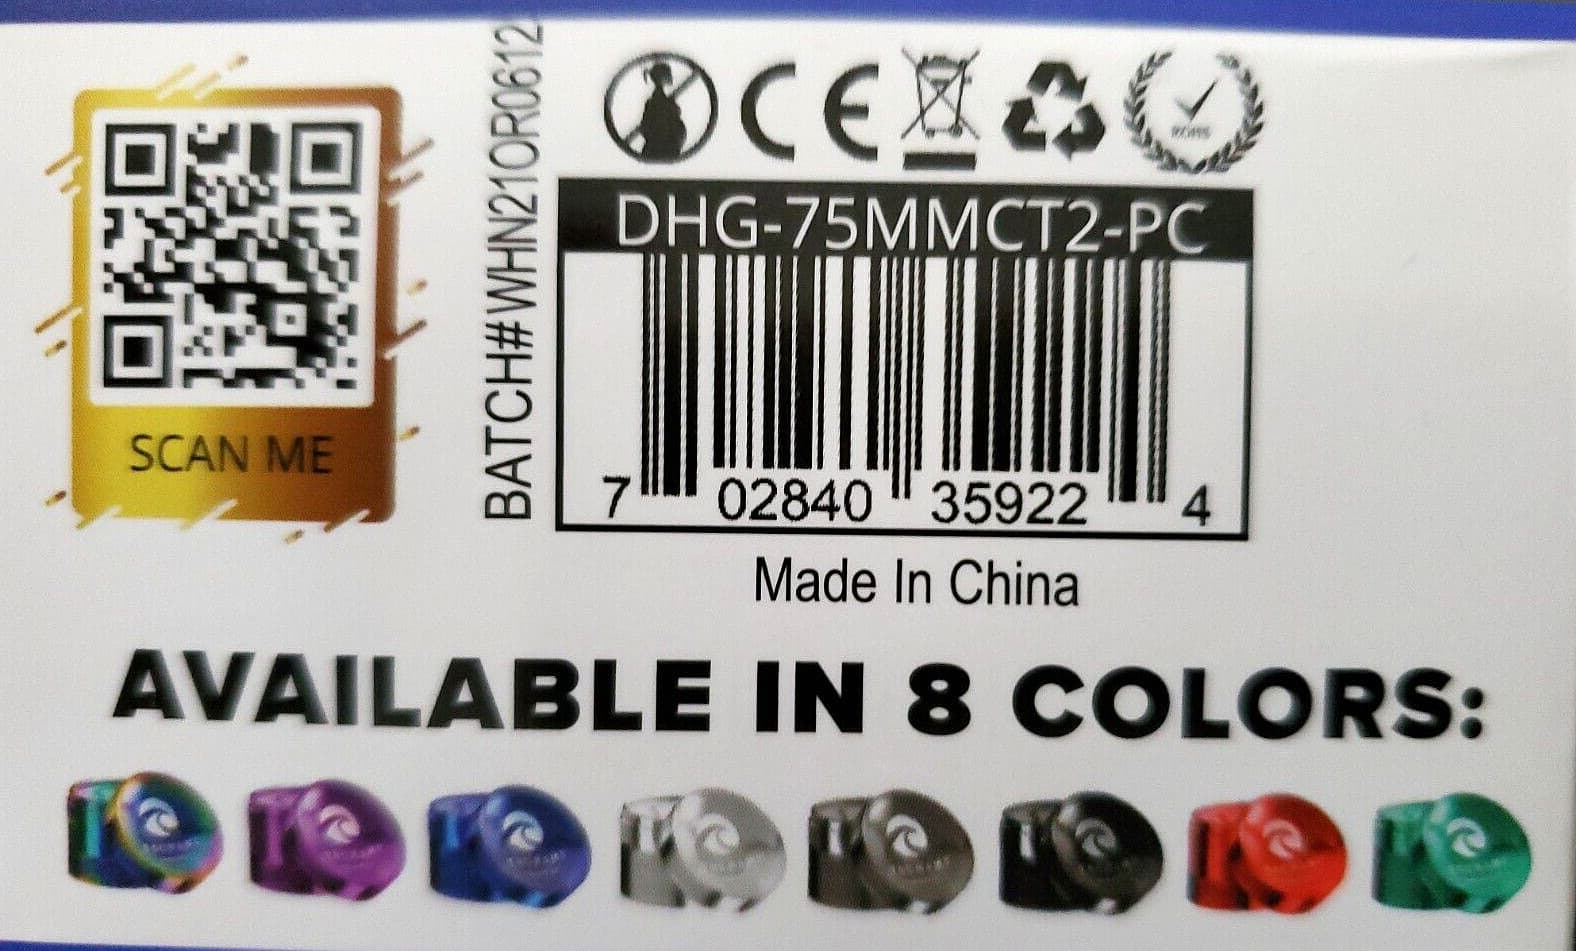 SCAN ME
BATCH#WHN21OR0612
CE
ROHS
DHG-75MMCT2-PC
7 02840 35922 4
Made In China
AVAILABLE IN 8 COLORS: